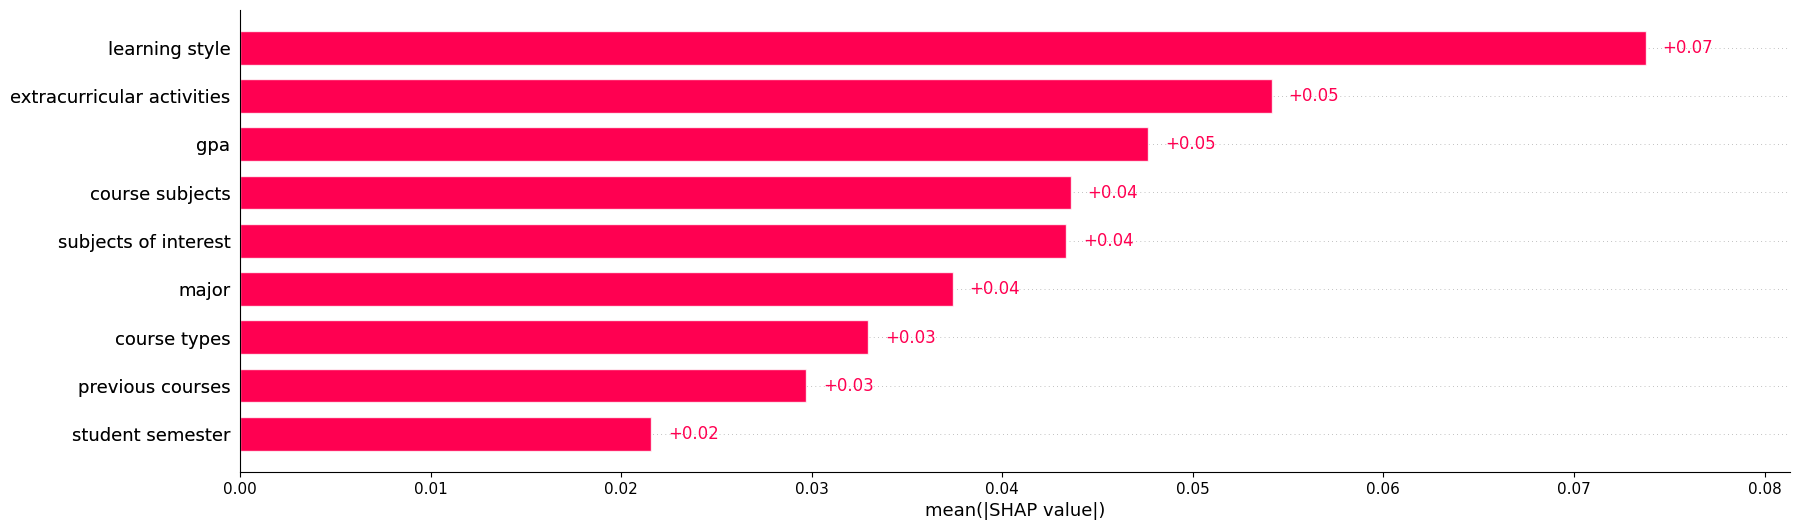 learning style +0.07
extracurricular activities +0.05
gpa +0.05
course subjects +0.04
subjects of interest +0.04
major +0.04
course types +0.03
previous courses +0.03
student semester +0.02
0.00 0.01 0.02 0.03 0.04 0.05 0.06 0.07 0.08
mean(|SHAP value|)